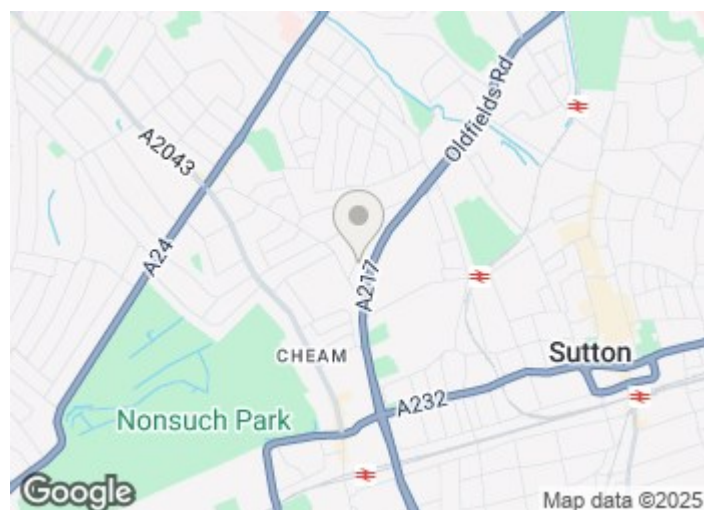 A2043
Oldfields Rd
A24
A217
CHEAM
Sutton
Nonsuch Park
A232
Google
Map data ©2025